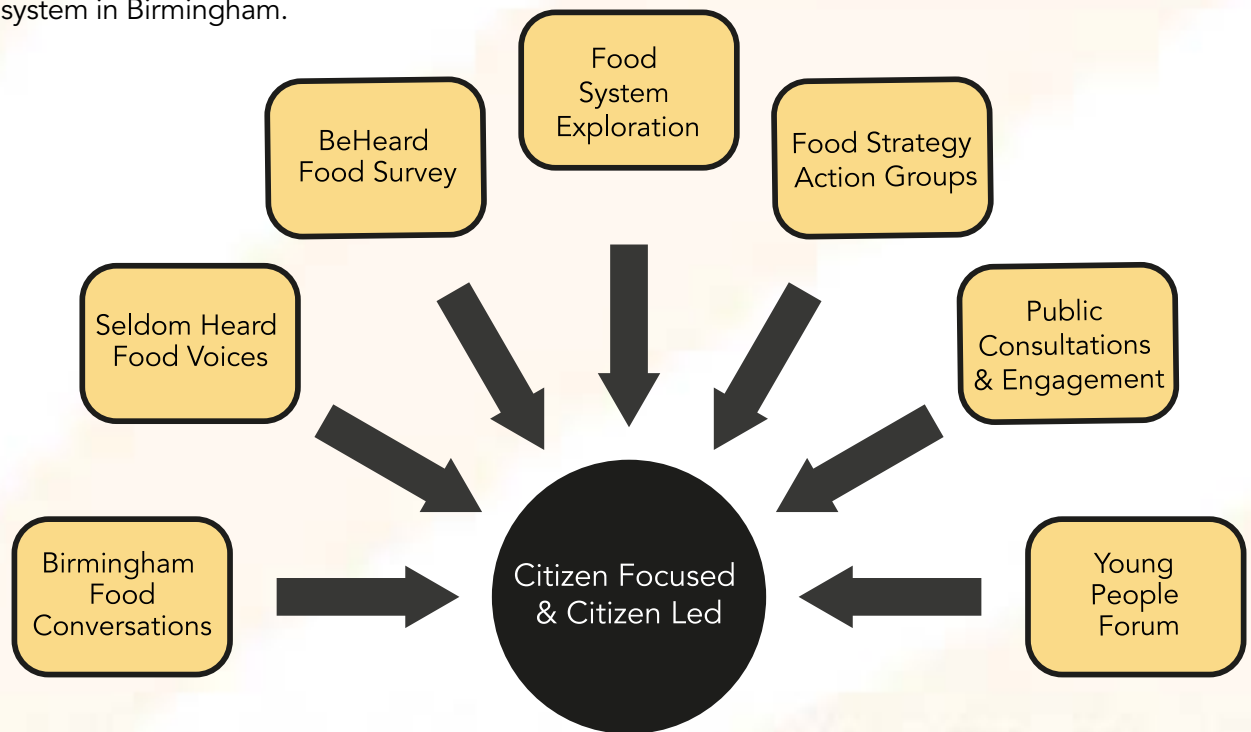 system in Birmingham.
Food
System
Exploration
BeHeard
Food Survey
Food Strategy
Action Groups
Seldom Heard
Food Voices
Public
Consultations
& Engagement
Birmingham
Food
Conversations
Citizen Focused
& Citizen Led
Young
People
Forum